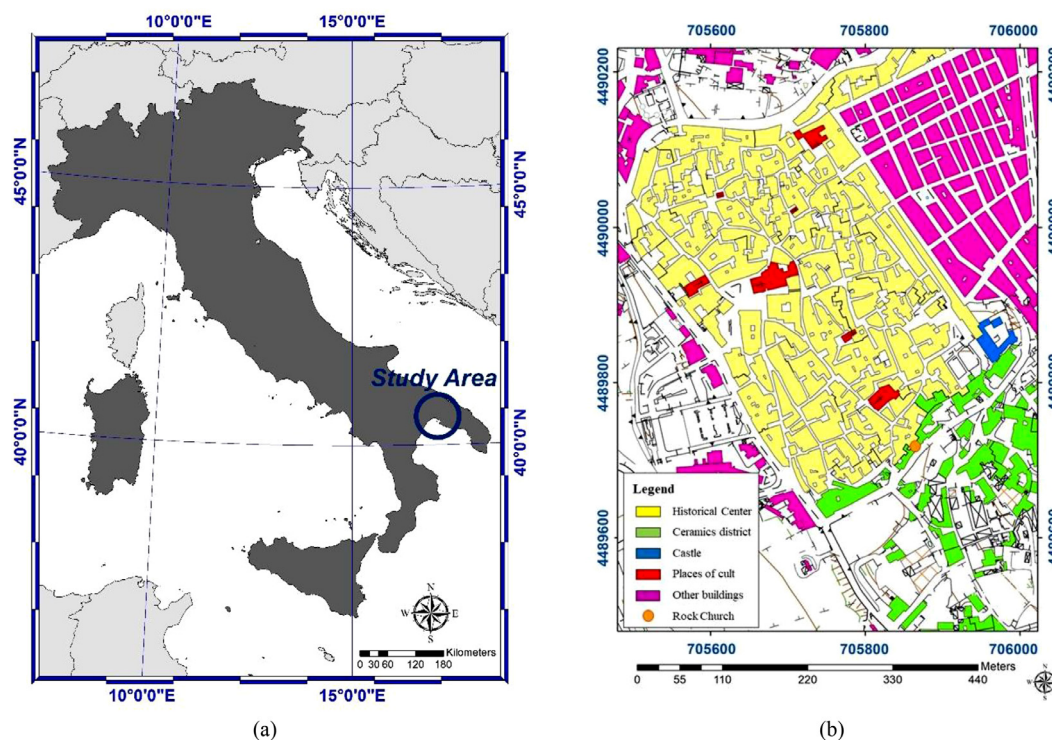 10°0'0"E 15°0'0"E
45°0'0"N 45°0'0"N
Study Area
40°0'0"N 40°0'0"N
N
W E
S
Kilometers
0 30 60 120 180
10°0'0"E 15°0'0"E
(a)
705600 705800 706000
4490200
4490000
4489800
4489600
Legend
Historical Center
Ceramics district
Castle
Places of cult
Other buildings
Rock Church
705600 705800 706000
Meters
0 55 110 220 330 440
N
W E
S
(b)